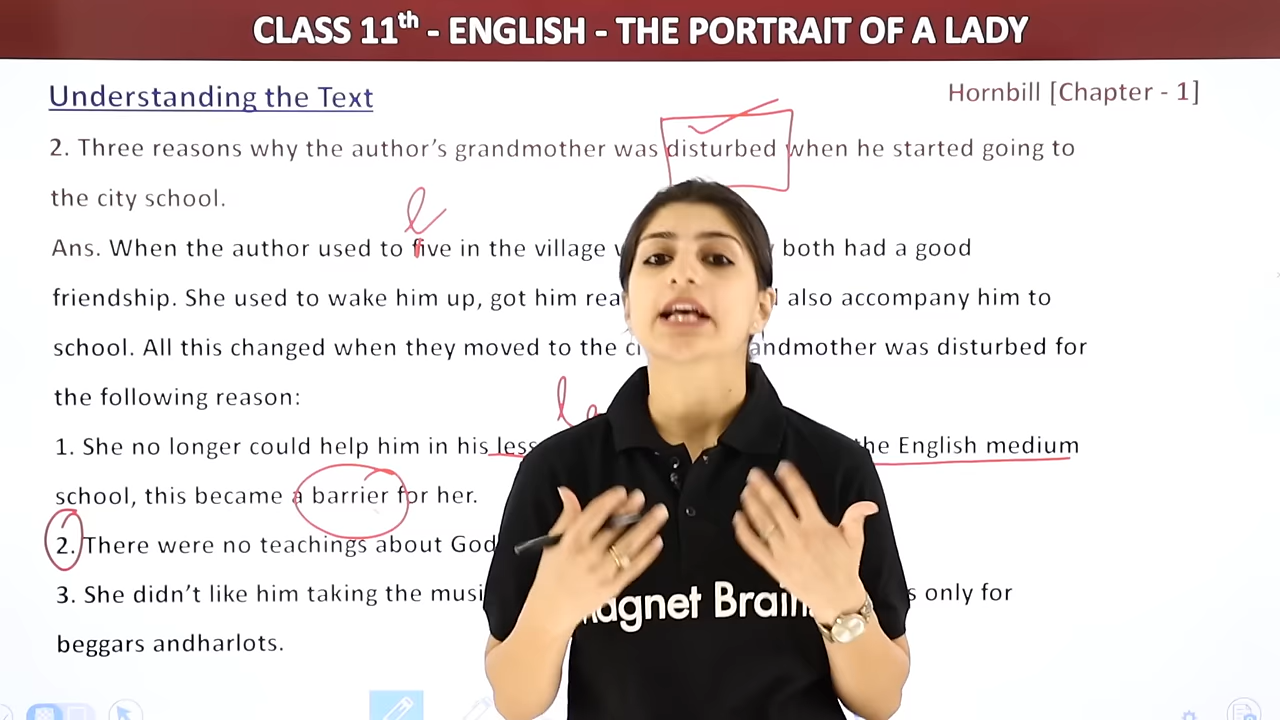 CLASS 11th - ENGLISH - THE PORTRAIT OF A LADY
Understanding the Text
Hornbill [Chapter - 1]
2. Three reasons why the author's grandmother was disturbed when he started going to
the city school.
Ans. When the author used to five in the village both had a good
friendship. She used to wake him up, got him also accompany him to
school. All this changed when they moved to the andmother was disturbed for
the following reason:
1. She no longer could help him in his less he English medium
school, this became a barrier for her.
2. There were no teachings about God
3. She didn't like him taking the musi s only for
beggars andharlots.
agnet Brain